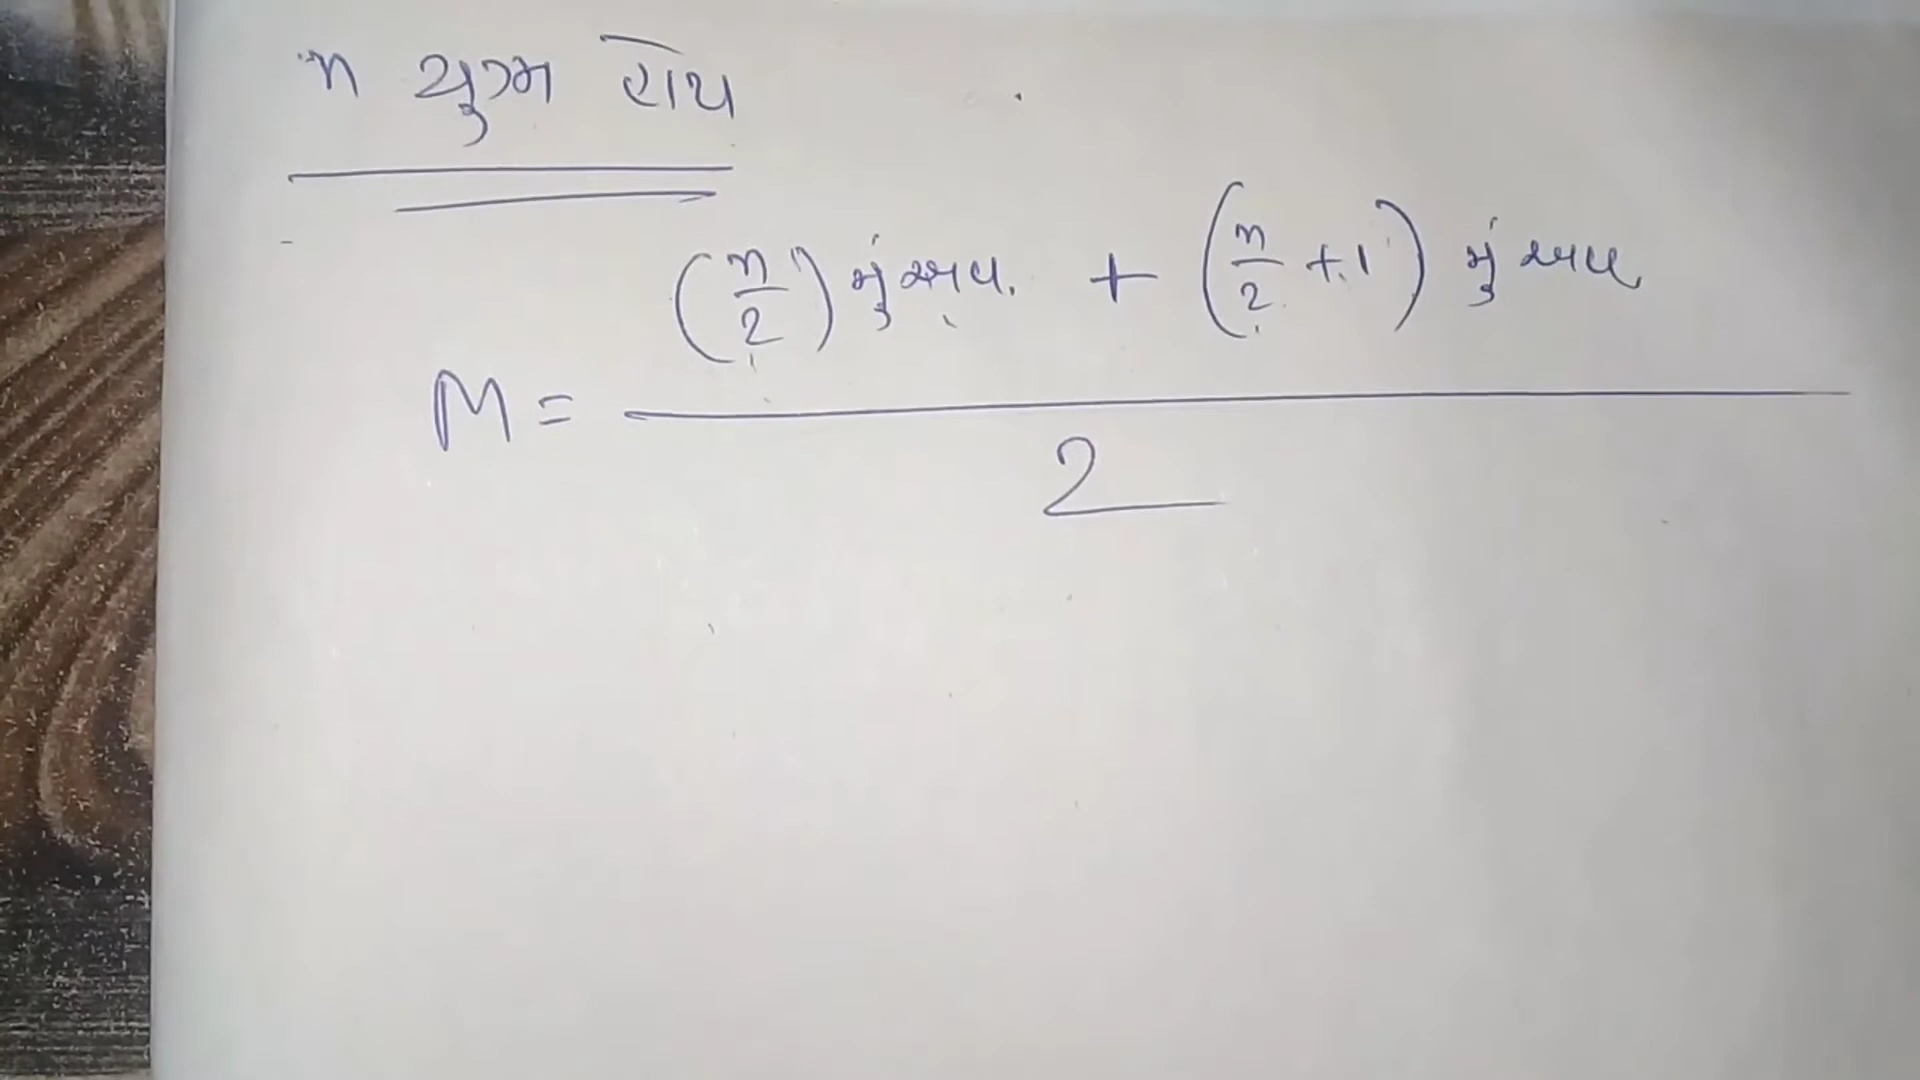 n યુગ્મ હોય
M = ((n/2) નું અવ. + (n/2 + 1) નું અવ.) / 2